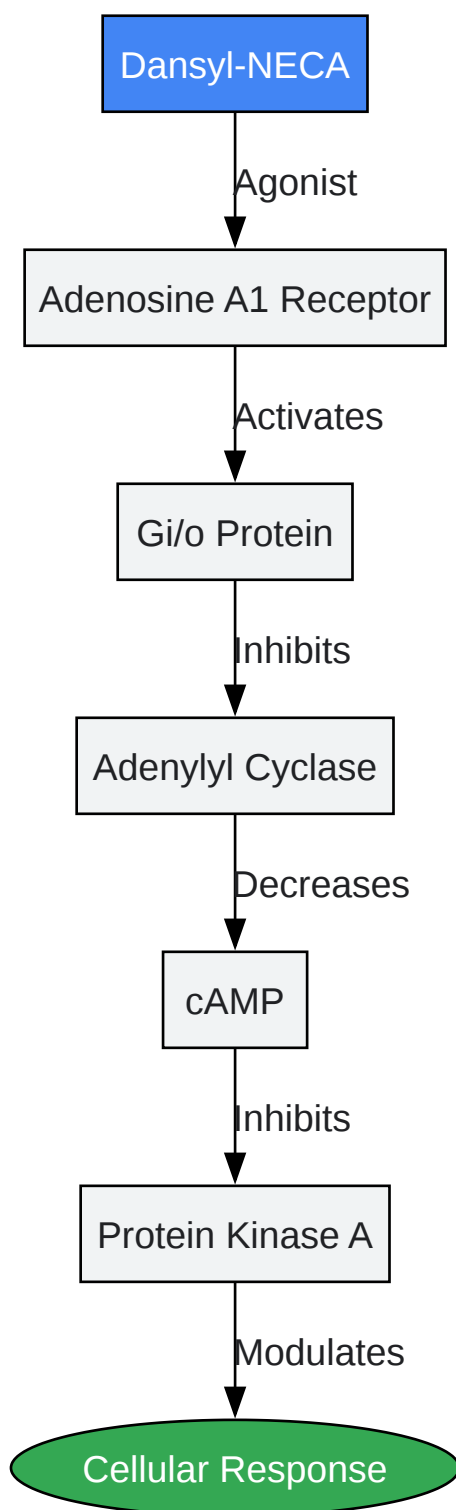 Dansyl-NECA
Agonist
Adenosine A1 Receptor
Activates
Gi/o Protein
Inhibits
Adenylyl Cyclase
Decreases
cAMP
Inhibits
Protein Kinase A
Modulates
Cellular Response